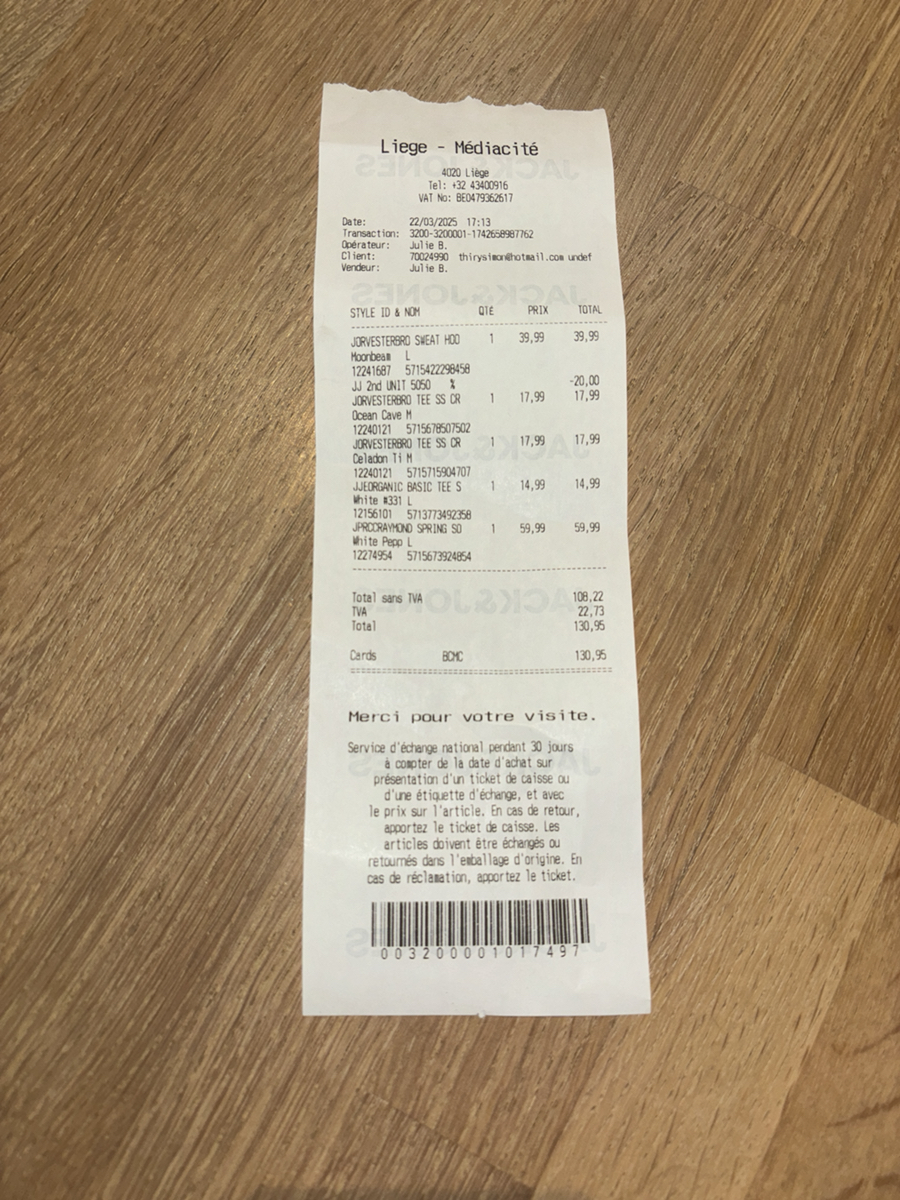 Liege - Médiacité
4020 Liège
Tel: +32 43400916
VAT No: BE0479362617
Date: 22/03/2025 17:13
Transaction: 3200-3200001-1742658987762
Opérateur: Julie B.
Client: 70024990 thirysimon@hotmail.com undef
Vendeur: Julie B.
STYLE ID & NOM QTÉ PRIX TOTAL
JORVESTERBRO SWEAT HOO 1 39,99 39,99
Moonbeam L
12241687 5715422298458
JJ 2nd UNIT 5050 % -20,00
JORVESTERBRO TEE SS CR 1 17,99 17,99
Ocean Cave M
12240121 5715678507502
JORVESTERBRO TEE SS CR 1 17,99 17,99
Celadon Ti M
12240121 5715715904707
JJEORGANIC BASIC TEE S 1 14,99 14,99
White #331 L
12156101 5713773492358
JPRCCRAYMOND SPRING SO 1 59,99 59,99
White Pepp L
12274954 5715673924854
Total sans TVA 108,22
TVA 22,73
Total 130,95
Cards BCMC 130,95
Merci pour votre visite.
Service d'échange national pendant 30 jours
à compter de la date d'achat sur
présentation d'un ticket de caisse ou
d'une étiquette d'échange, et avec
le prix sur l'article. En cas de retour,
apportez le ticket de caisse. Les
articles doivent être échangés ou
retournés dans l'emballage d'origine. En
cas de réclamation, apportez le ticket.
0032000001017497